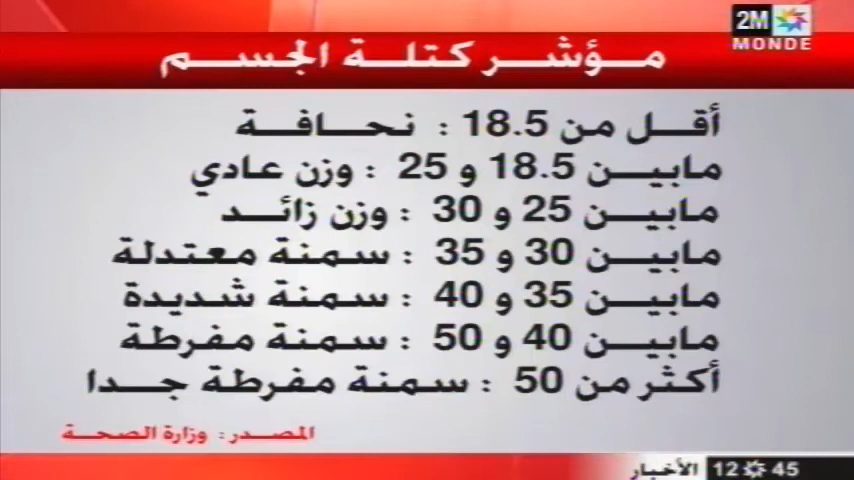 2M
MONDE
مؤشر كتلة الجسم
أقل من 18.5 : نحافة
مابين 18.5 و 25 : وزن عادي
مابين 25 و 30 : وزن زائد
مابين 30 و 35 : سمنة معتدلة
مابين 35 و 40 : سمنة شديدة
مابين 40 و 50 : سمنة مفرطة
أكثر من 50 : سمنة مفرطة جدا
المصدر : وزارة الصحة
الأخبار 12 45